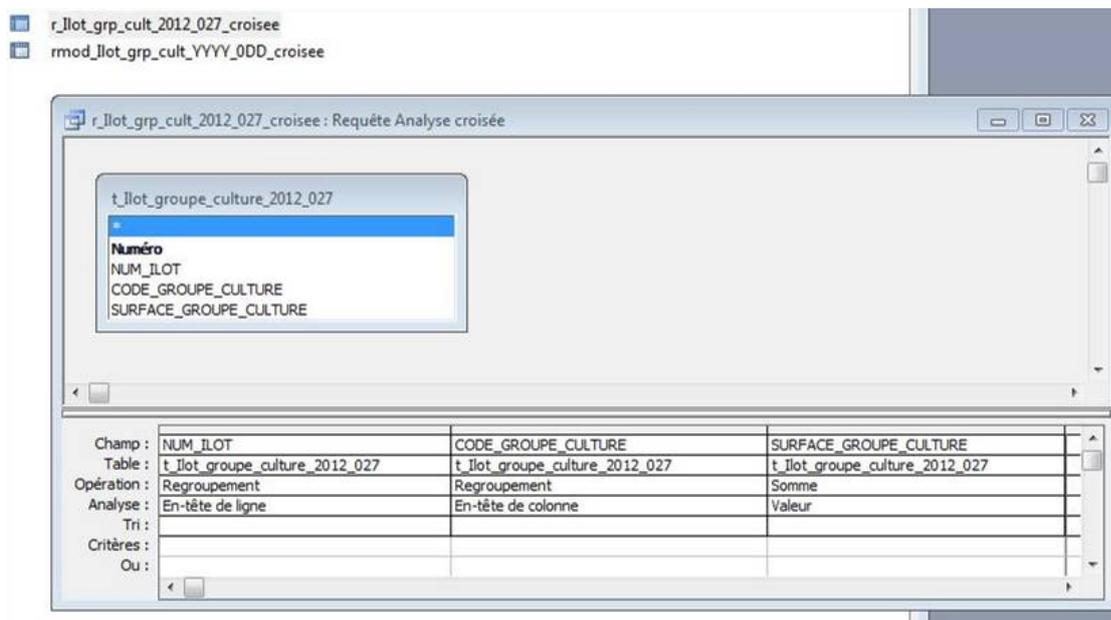 r_Ilot_grp_cult_2012_027_croisee
rmod_Ilot_grp_cult_YYYY_0DD_croisee
r_Ilot_grp_cult_2012_027_croisee : Requête Analyse croisée
t_Ilot_groupe_culture_2012_027
*
Numéro
NUM_ILOT
CODE_GROUPE_CULTURE
SURFACE_GROUPE_CULTURE
Champ : NUM_ILOT CODE_GROUPE_CULTURE SURFACE_GROUPE_CULTURE
Table : t_Ilot_groupe_culture_2012_027 t_Ilot_groupe_culture_2012_027 t_Ilot_groupe_culture_2012_027
Opération : Regroupement Regroupement Somme
Analyse : En-tête de ligne En-tête de colonne Valeur
Tri :
Critères :
Ou :